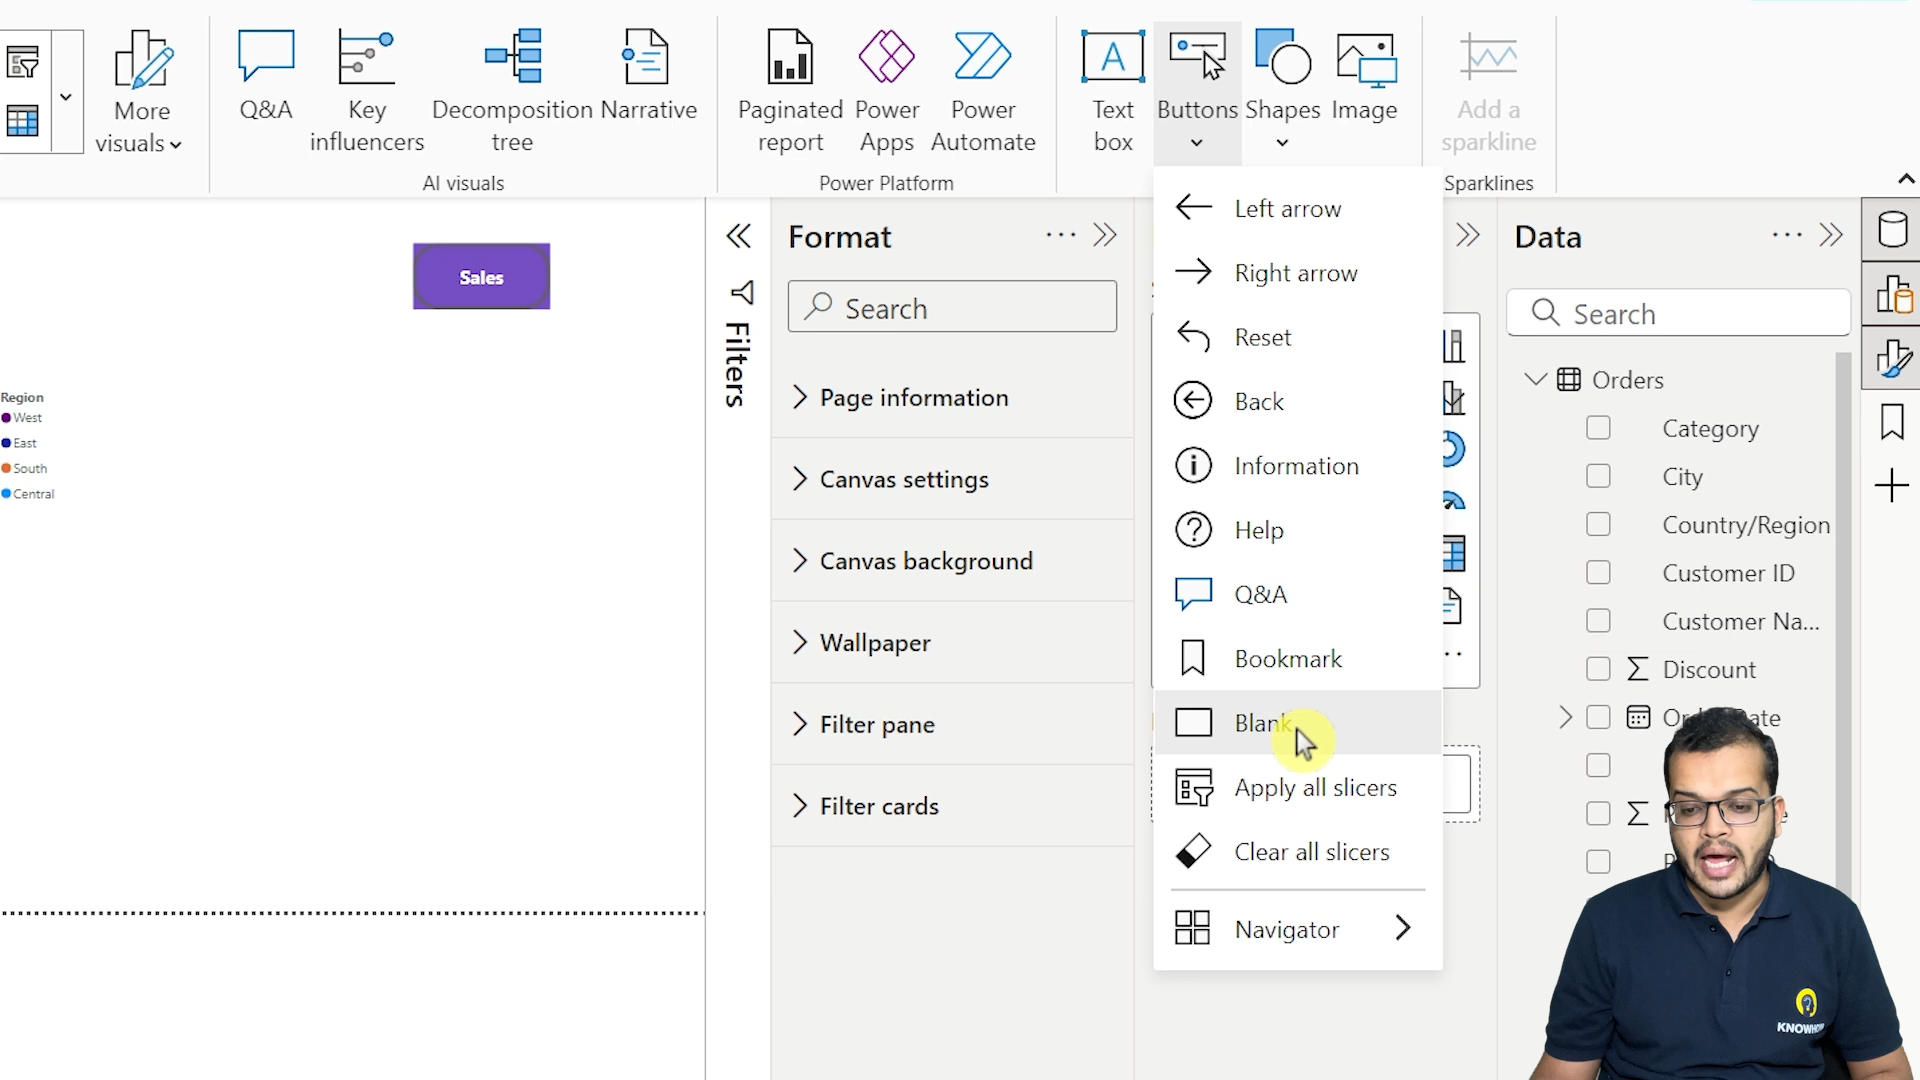 More
visuals
Q&A
Key
influencers
Decomposition
tree
Narrative
AI visuals
Paginated
report
Power
Apps
Power
Automate
Power Platform
Text
box
Buttons
Shapes
Image
Add a
sparkline
Sparklines
Sales
Region
West
East
South
Central
Filters
Format
Search
Page information
Canvas settings
Canvas background
Wallpaper
Filter pane
Filter cards
Left arrow
Right arrow
Reset
Back
Information
Help
Q&A
Bookmark
Blank
Apply all slicers
Clear all slicers
Navigator
Data
Search
Orders
Category
City
Country/Region
Customer ID
Customer Na...
Discount